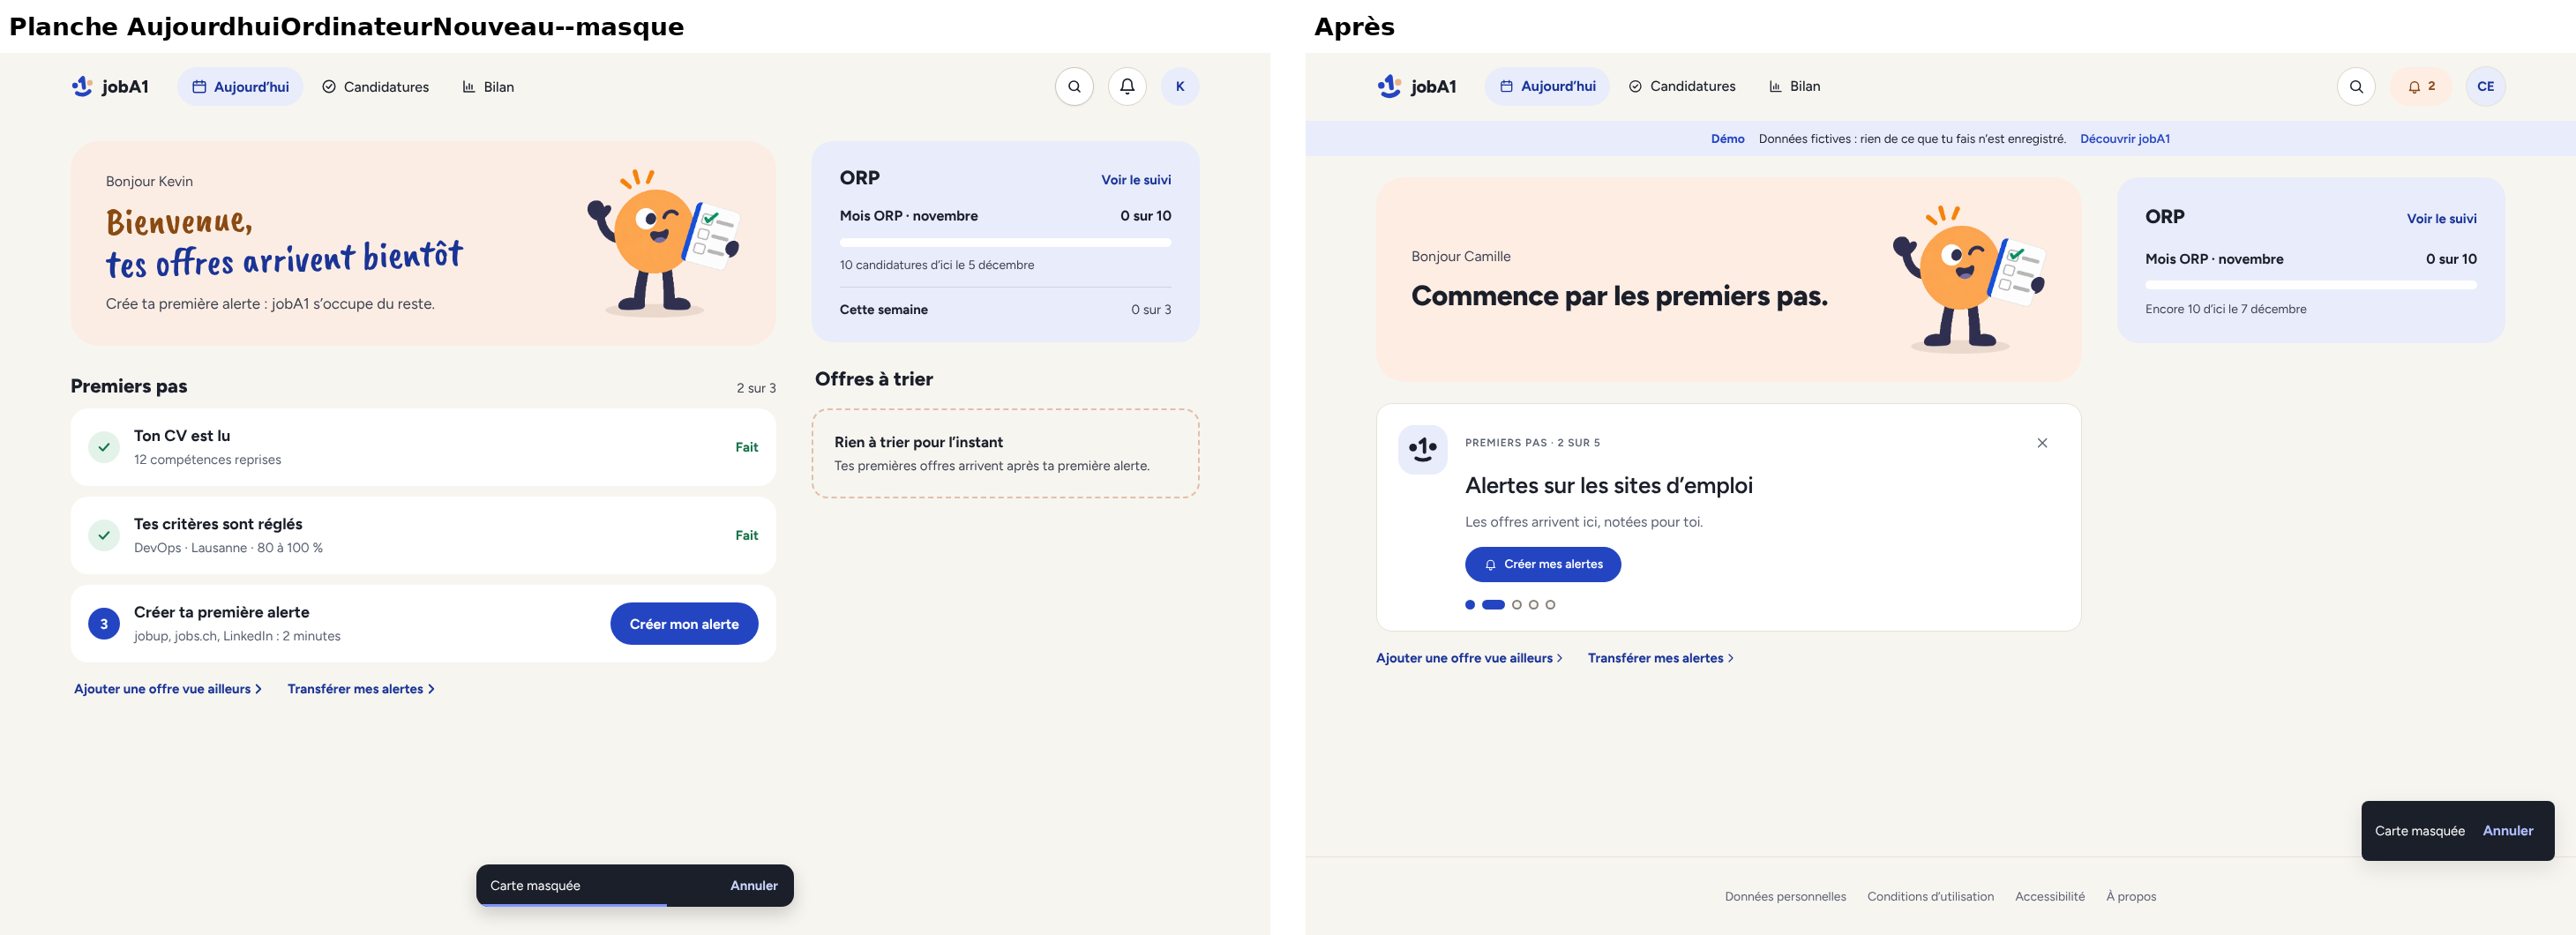 Planche AujourdhuiOrdinateurNouveau--masque
jobA1
Aujourd’hui
Candidatures
Bilan
K
Bonjour Kevin
Bienvenue,
tes offres arrivent bientôt
Crée ta première alerte : jobA1 s’occupe du reste.
ORP
Voir le suivi
Mois ORP · novembre
0 sur 10
10 candidatures d’ici le 5 décembre
Cette semaine
0 sur 3
Premiers pas
2 sur 3
Ton CV est lu
12 compétences reprises
Fait
Tes critères sont réglés
DevOps · Lausanne · 80 à 100 %
Fait
3
Créer ta première alerte
jobup, jobs.ch, LinkedIn : 2 minutes
Créer mon alerte
Ajouter une offre vue ailleurs
Transférer mes alertes
Offres à trier
Rien à trier pour l’instant
Tes premières offres arrivent après ta première alerte.
Carte masquée
Annuler
Après
jobA1
Aujourd’hui
Candidatures
Bilan
2
CE
Démo Données fictives : rien de ce que tu fais n’est enregistré. Découvrir jobA1
Bonjour Camille
Commence par les premiers pas.
ORP
Voir le suivi
Mois ORP · novembre
0 sur 10
Encore 10 d’ici le 7 décembre
PREMIERS PAS · 2 SUR 5
Alertes sur les sites d’emploi
Les offres arrivent ici, notées pour toi.
Créer mes alertes
Ajouter une offre vue ailleurs
Transférer mes alertes
Carte masquée
Annuler
Données personnelles
Conditions d’utilisation
Accessibilité
À propos